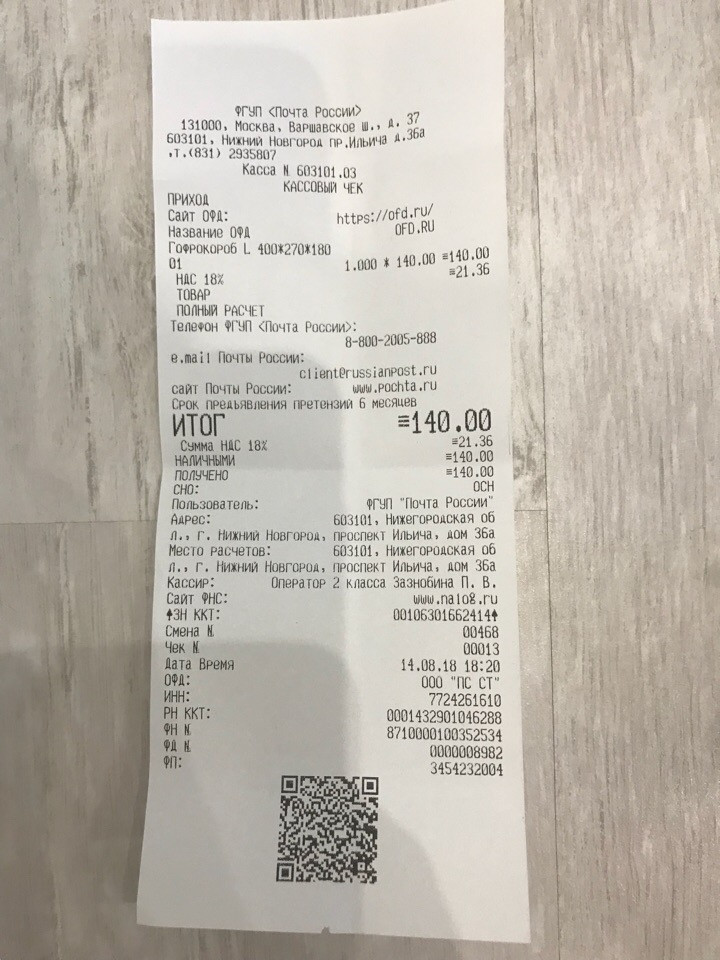 ФГУП <Почта России>
131000, Москва, Варшавское ш., д. 37
603101, Нижний Новгород пр.Ильича д.36а
,т.(831) 2935807
Касса № 603101.03
КАССОВЫЙ ЧЕК
ПРИХОД
Сайт ОФД: https://ofd.ru/
Название ОФД OFD.RU
Гофрокороб L 400*270*180
01 1.000 * 140.00 ≡140.00
НДС 18% ≡21.36
ТОВАР
ПОЛНЫЙ РАСЧЕТ
Телефон ФГУП <Почта России>:
8-800-2005-888
e.mail Почты России:
client@russianpost.ru
сайт Почты России: www.pochta.ru
Срок предьявления претензий 6 месяцев
ИТОГ ≡140.00
Сумма НДС 18% ≡21.36
НАЛИЧНЫМИ ≡140.00
ПОЛУЧЕНО ≡140.00
СНО: ОСН
Пользователь: ФГУП "Почта России"
Адрес: 603101, Нижегородская об
л., г. Нижний Новгород, проспект Ильича, дом 36а
Место расчетов: 603101, Нижегородская об
л., г. Нижний Новгород, проспект Ильича, дом 36а
Кассир: Оператор 2 класса Зазнобина П. В.
Сайт ФНС: www.nalog.ru
↑ЗН ККТ: 00106301662414↑
Смена № 00468
Чек № 00013
Дата Время 14.08.18 18:20
ОФД: ООО "ПС СТ"
ИНН: 7724261610
РН ККТ: 0001432901046288
ФН № 8710000100352534
ФД № 0000008982
ФП: 3454232004